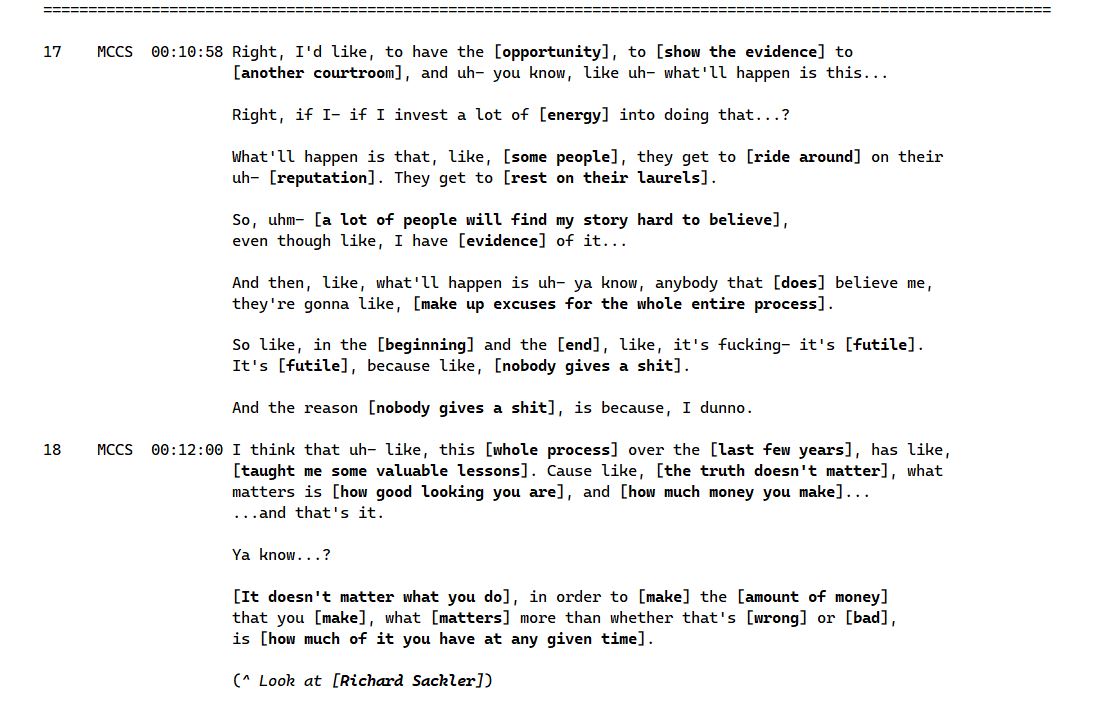 ================================================================================================================
17 MCCS 00:10:58 Right, I'd like, to have the [opportunity], to [show the evidence] to
[another courtroom], and uh– you know, like uh– what'll happen is this...
Right, if I– if I invest a lot of [energy] into doing that...?
What'll happen is that, like, [some people], they get to [ride around] on their
uh– [reputation]. They get to [rest on their laurels].
So, uhm– [a lot of people will find my story hard to believe],
even though like, I have [evidence] of it...
And then, like, what'll happen is uh– ya know, anybody that [does] believe me,
they're gonna like, [make up excuses for the whole entire process].
So like, in the [beginning] and the [end], like, it's fucking– it's [futile].
It's [futile], because like, [nobody gives a shit].
And the reason [nobody gives a shit], is because, I dunno.
18 MCCS 00:12:00 I think that uh– like, this [whole process] over the [last few years], has like,
[taught me some valuable lessons]. Cause like, [the truth doesn't matter], what
matters is [how good looking you are], and [how much money you make]...
...and that's it.
Ya know...?
[It doesn't matter what you do], in order to [make] the [amount of money]
that you [make], what [matters] more than whether that's [wrong] or [bad],
is [how much of it you have at any given time].
(^ Look at [Richard Sackler])